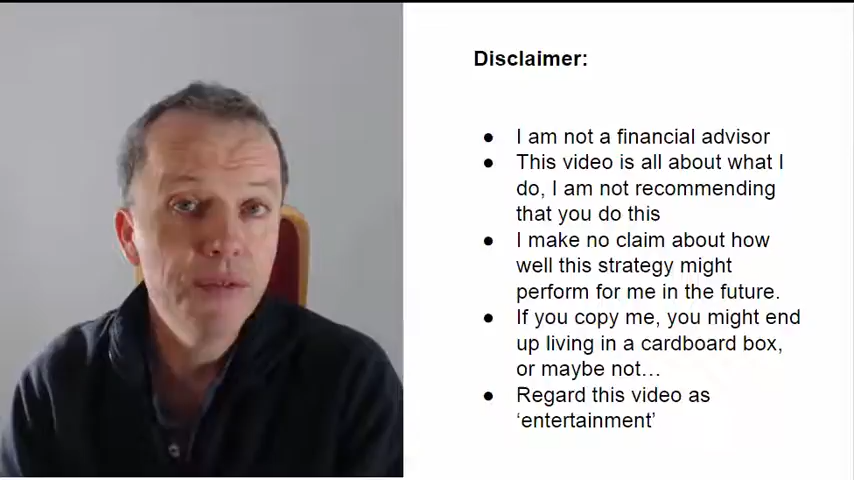 Disclaimer:
● I am not a financial advisor
● This video is all about what I
do, I am not recommending
that you do this
● I make no claim about how
well this strategy might
perform for me in the future.
● If you copy me, you might end
up living in a cardboard box,
or maybe not…
● Regard this video as
‘entertainment’